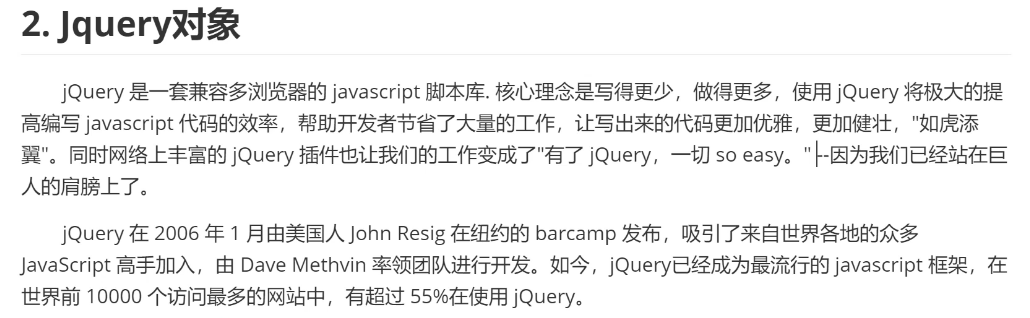 2. Jquery对象
jQuery 是一套兼容多浏览器的 javascript 脚本库. 核心理念是写得更少，做得更多，使用 jQuery 将极大的提
高编写 javascript 代码的效率，帮助开发者节省了大量的工作，让写出来的代码更加优雅，更加健壮，"如虎添
翼"。同时网络上丰富的 jQuery 插件也让我们的工作变成了"有了 jQuery，一切 so easy。"├-因为我们已经站在巨
人的肩膀上了。
jQuery 在 2006 年 1 月由美国人 John Resig 在纽约的 barcamp 发布，吸引了来自世界各地的众多
JavaScript 高手加入，由 Dave Methvin 率领团队进行开发。如今，jQuery已经成为最流行的 javascript 框架，在
世界前 10000 个访问最多的网站中，有超过 55%在使用 jQuery。